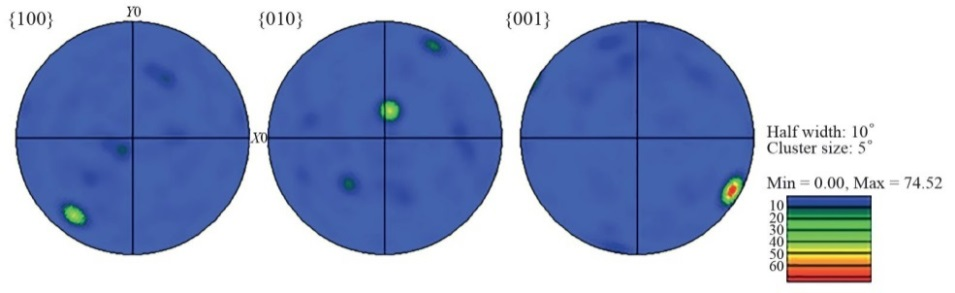 {100}
Y0
{010}
{001}
X0
Half width: 10°
Cluster size: 5°
Min = 0.00, Max = 74.52
10
20
30
40
50
60